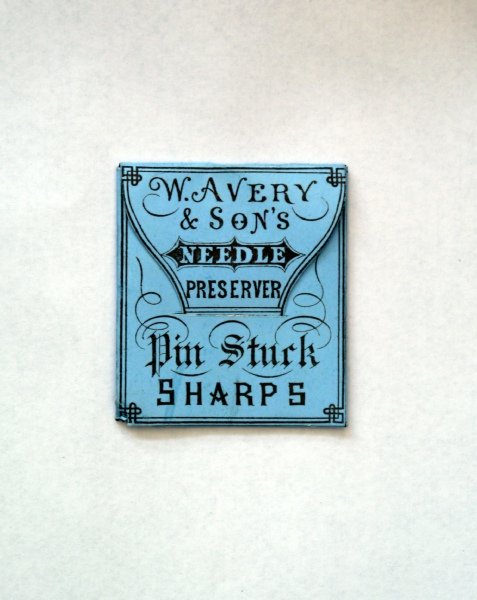 W. AVERY
& SON'S
NEEDLE
PRESERVER
Pin Stuck
SHARPS